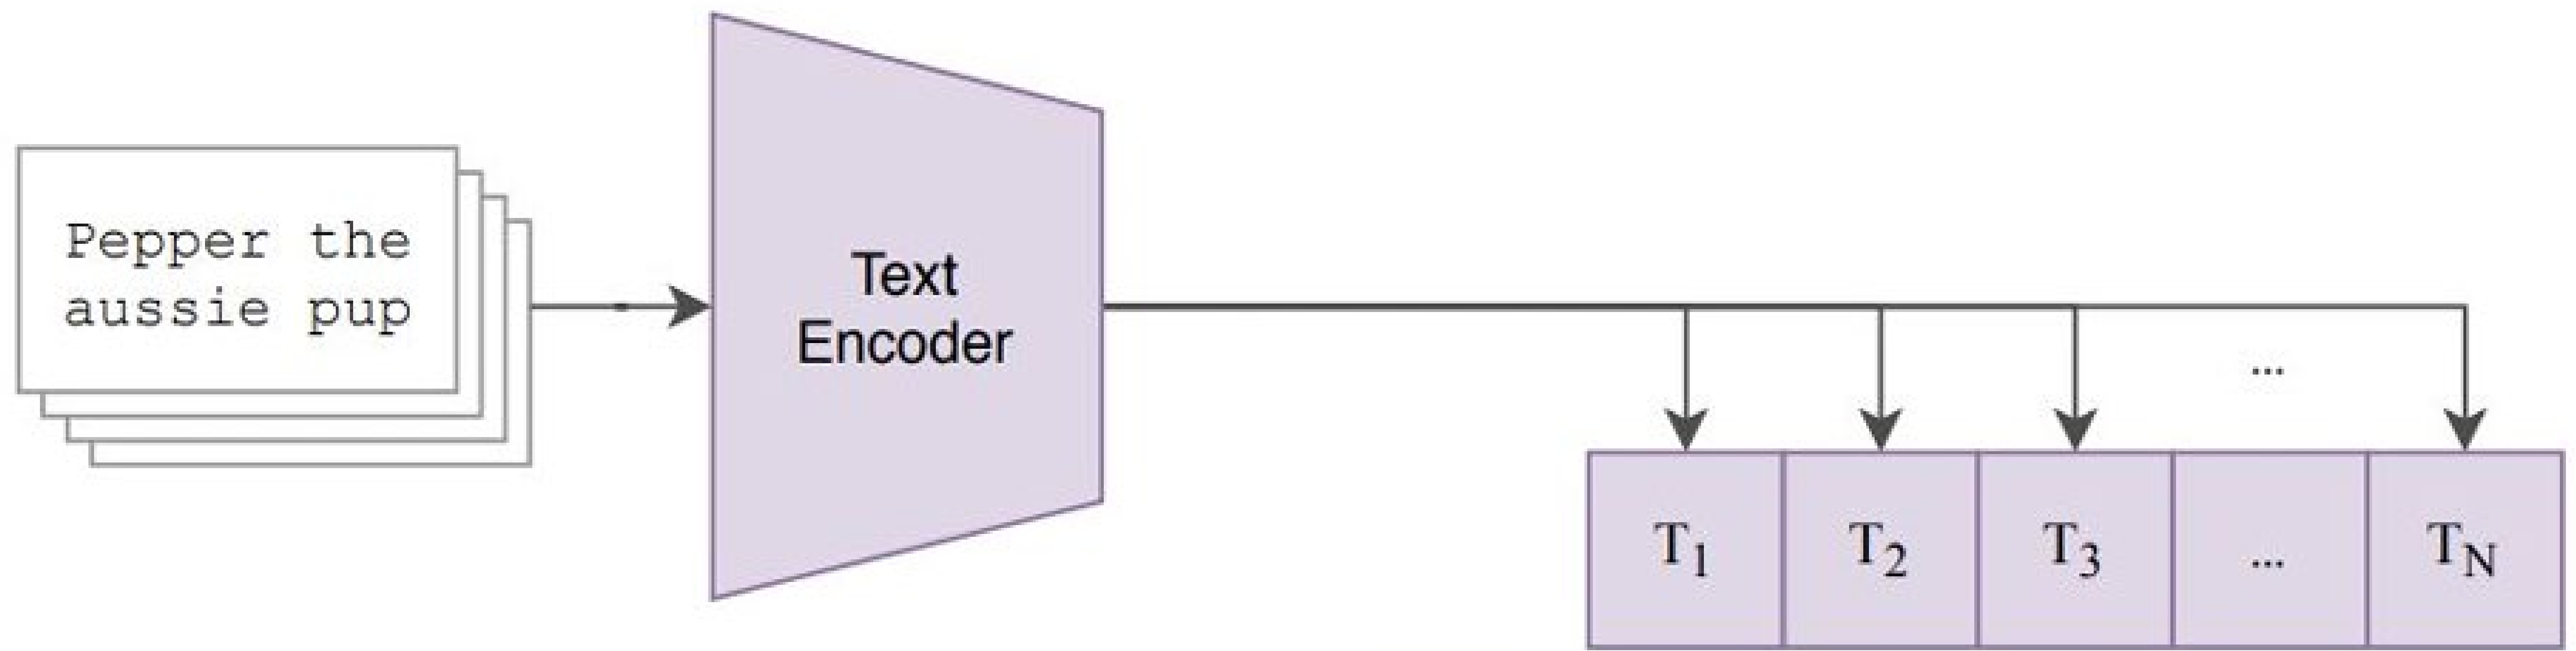 Pepper the
aussie pup
Text
Encoder
...
T1 T2 T3 ... TN